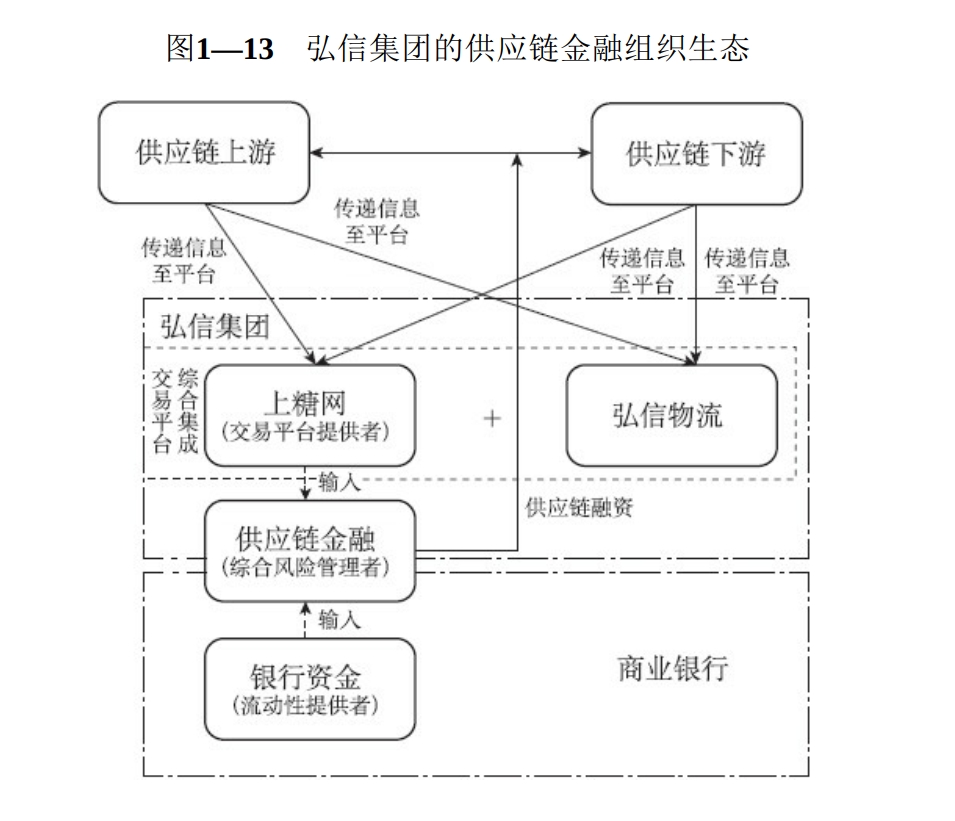 图1—13 弘信集团的供应链金融组织生态
供应链上游
供应链下游
传递信息
至平台
传递信息
至平台
传递信息
至平台
传递信息
至平台
弘信集团
综合集成
交易平台
上糖网
(交易平台提供者)
+
弘信物流
输入
供应链融资
供应链金融
(综合风险管理者)
输入
银行资金
(流动性提供者)
商业银行